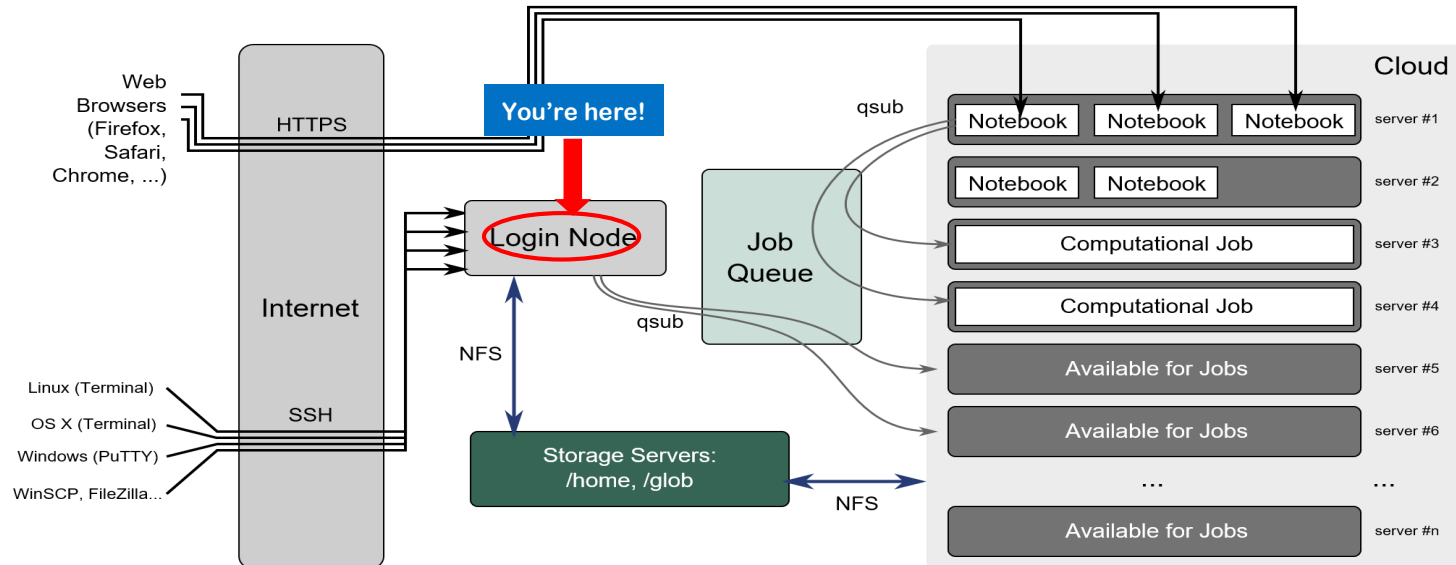 Web
Browsers
(Firefox,
Safari,
Chrome, ...)
HTTPS
Internet
SSH
Linux (Terminal)
OS X (Terminal)
Windows (PuTTY)
WinSCP, FileZilla...
You're here!
Login Node
NFS
qsub
Storage Servers:
/home, /glob
NFS
Job
Queue
qsub
Cloud
Notebook Notebook Notebook server #1
Notebook Notebook server #2
Computational Job server #3
Computational Job server #4
Available for Jobs server #5
Available for Jobs server #6
... ...
Available for Jobs server #n